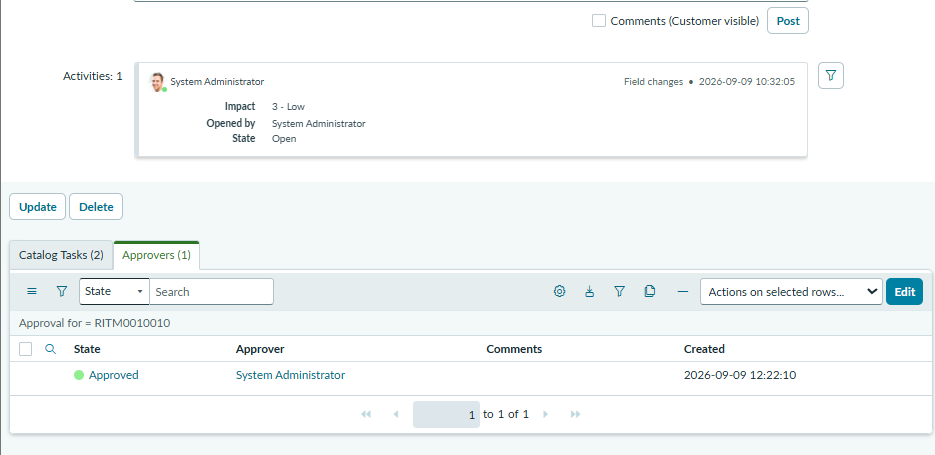 Comments (Customer visible) Post
Activities: 1
System Administrator Field changes • 2026-09-09 10:32:05
Impact 3 - Low
Opened by System Administrator
State Open
Update Delete
Catalog Tasks (2) Approvers (1)
State Search Actions on selected rows... Edit
Approval for = RITM0010010
State Approver Comments Created
Approved System Administrator 2026-09-09 12:22:10
1 to 1 of 1